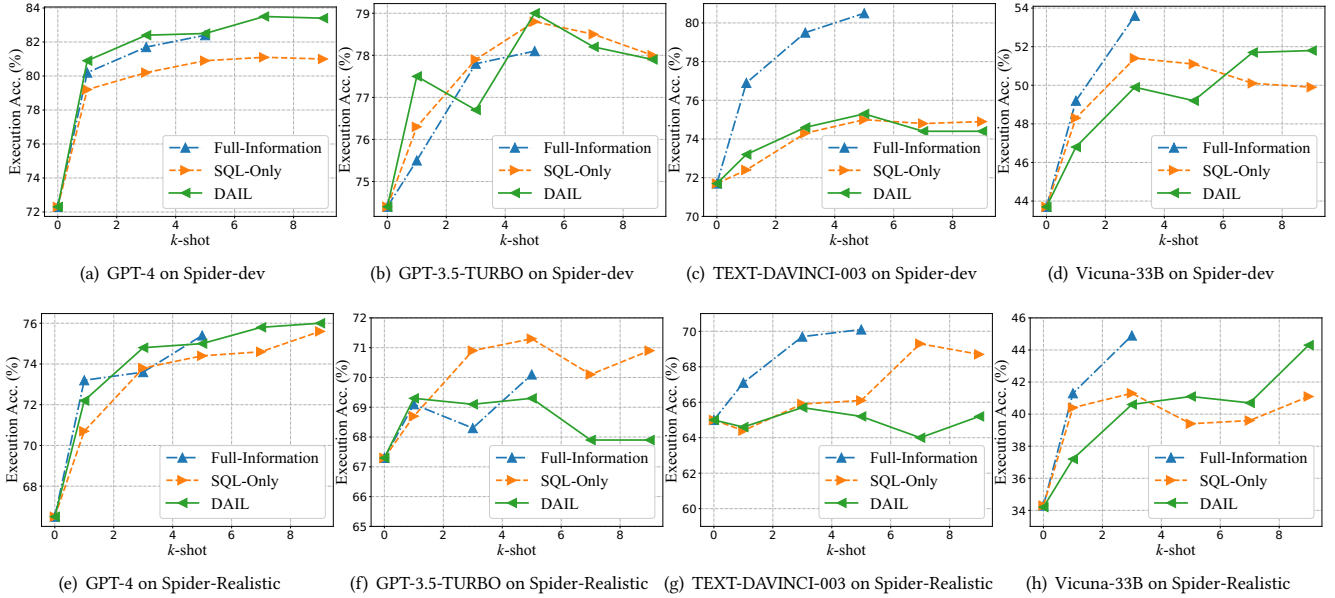 84
82
80
78
76
74
72
Execution Acc. (%)
0 2 4 6 8
k-shot
Full-Information
SQL-Only
DAIL
(a) GPT-4 on Spider-dev
79
78
77
76
75
Execution Acc. (%)
0 2 4 6 8
k-shot
Full-Information
SQL-Only
DAIL
(b) GPT-3.5-TURBO on Spider-dev
80
78
76
74
72
70
Execution Acc. (%)
0 2 4 6 8
k-shot
Full-Information
SQL-Only
DAIL
(c) TEXT-DAVINCI-003 on Spider-dev
54
52
50
48
46
44
Execution Acc. (%)
0 2 4 6 8
k-shot
Full-Information
SQL-Only
DAIL
(d) Vicuna-33B on Spider-dev
76
74
72
70
68
Execution Acc. (%)
0 2 4 6 8
k-shot
Full-Information
SQL-Only
DAIL
(e) GPT-4 on Spider-Realistic
72
71
70
69
68
67
66
65
Execution Acc. (%)
0 2 4 6 8
k-shot
Full-Information
SQL-Only
DAIL
(f) GPT-3.5-TURBO on Spider-Realistic
70
68
66
64
62
60
Execution Acc. (%)
0 2 4 6 8
k-shot
Full-Information
SQL-Only
DAIL
(g) TEXT-DAVINCI-003 on Spider-Realistic
46
44
42
40
38
36
34
Execution Acc. (%)
0 2 4 6 8
k-shot
Full-Information
SQL-Only
DAIL
(h) Vicuna-33B on Spider-Realistic